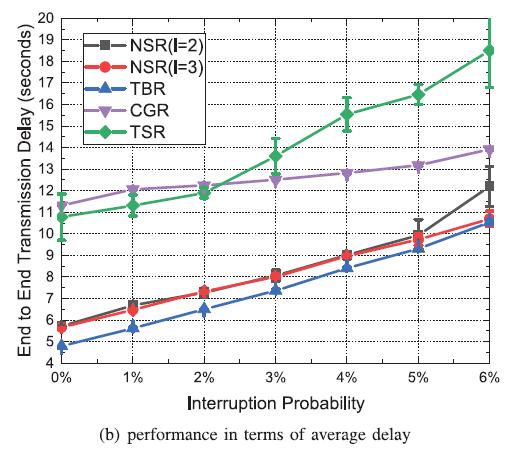 End to End Transmission Delay (seconds)
20
19
18
17
16
15
14
13
12
11
10
9
8
7
6
5
4
NSR(I=2)
NSR(I=3)
TBR
CGR
TSR
0% 1% 2% 3% 4% 5% 6%
Interruption Probability
(b) performance in terms of average delay